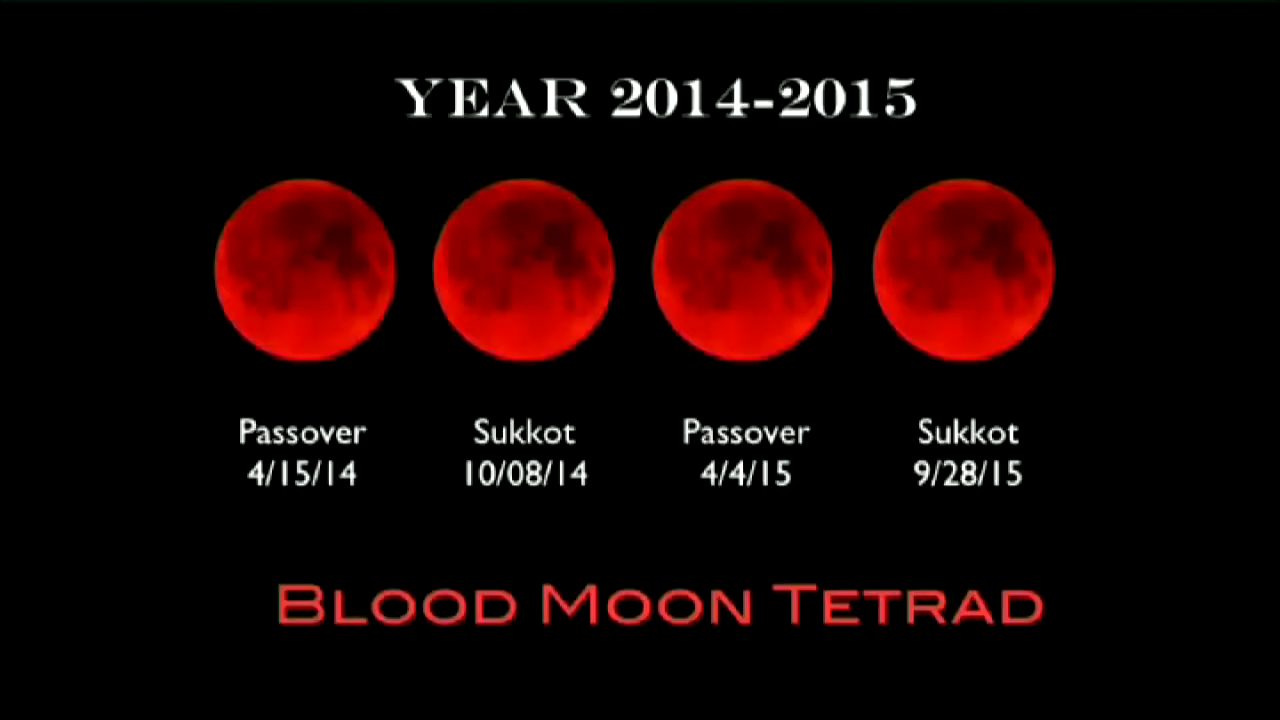 YEAR 2014-2015
Passover Sukkot Passover Sukkot
4/15/14 10/08/14 4/4/15 9/28/15
BLOOD MOON TETRAD